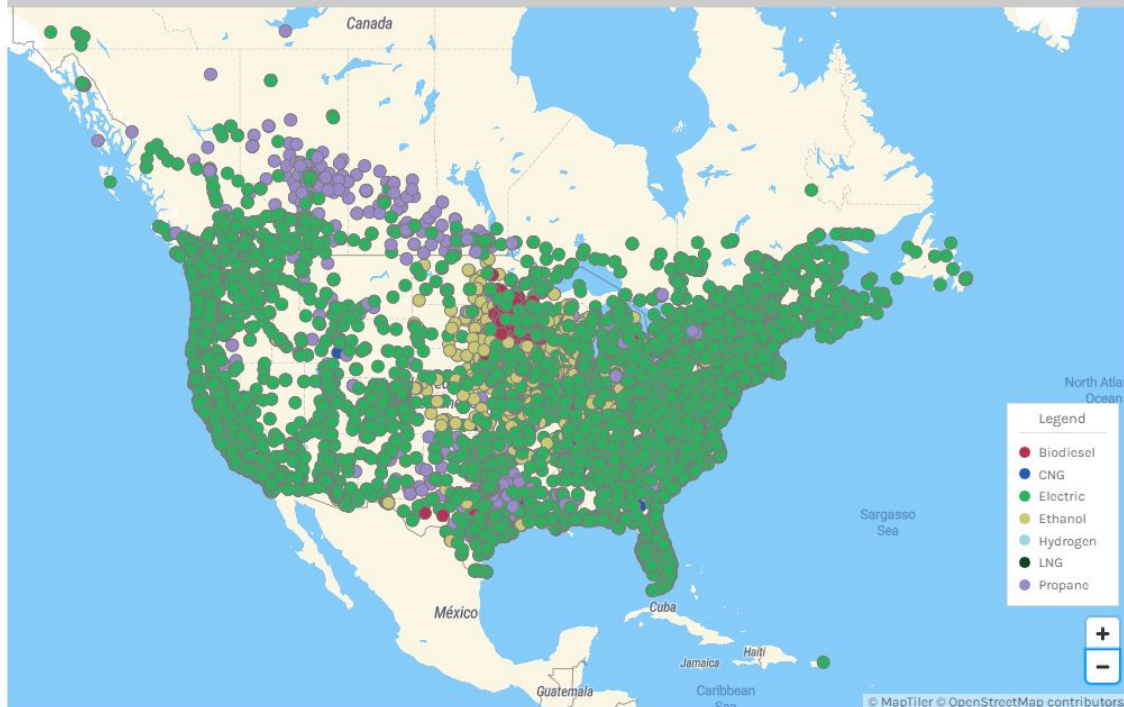 Canada
North Atla
Ocean
Legend
Biodiesel
CNG
Electric
Ethanol
Hydrogen
LNG
Propane
Sargasso
Sea
México
Cuba
Haiti
Jamaica
Guatemala
Caribbean
Sea
+
−
© MapTiler © OpenStreetMap contributors